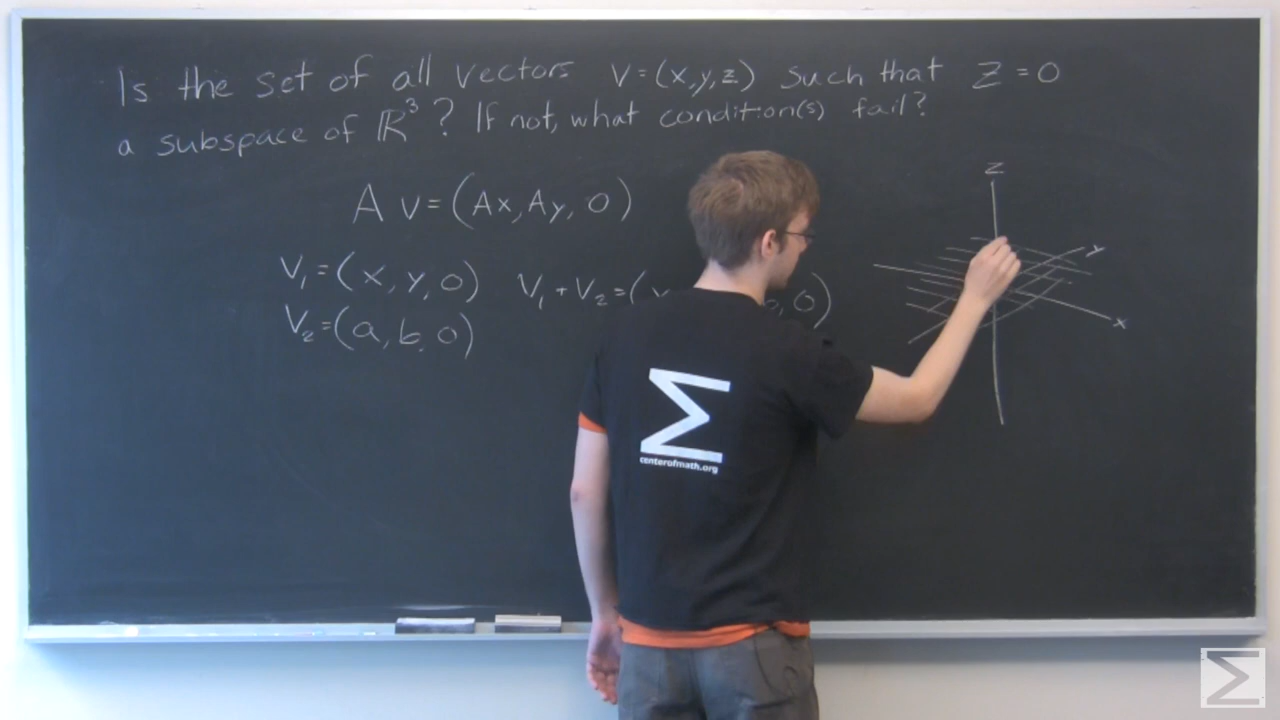 Is the set of all vectors v=(x,y,z) such that z=0
a subspace of ℝ³? If not, what condition(s) fail?
A v=(Ax, Ay, 0)
V₁=(x, y, 0) V₁+V₂=( , 0)
V₂=(a, b, 0)
z
y
x
Σ
centerofmath.org
Σ